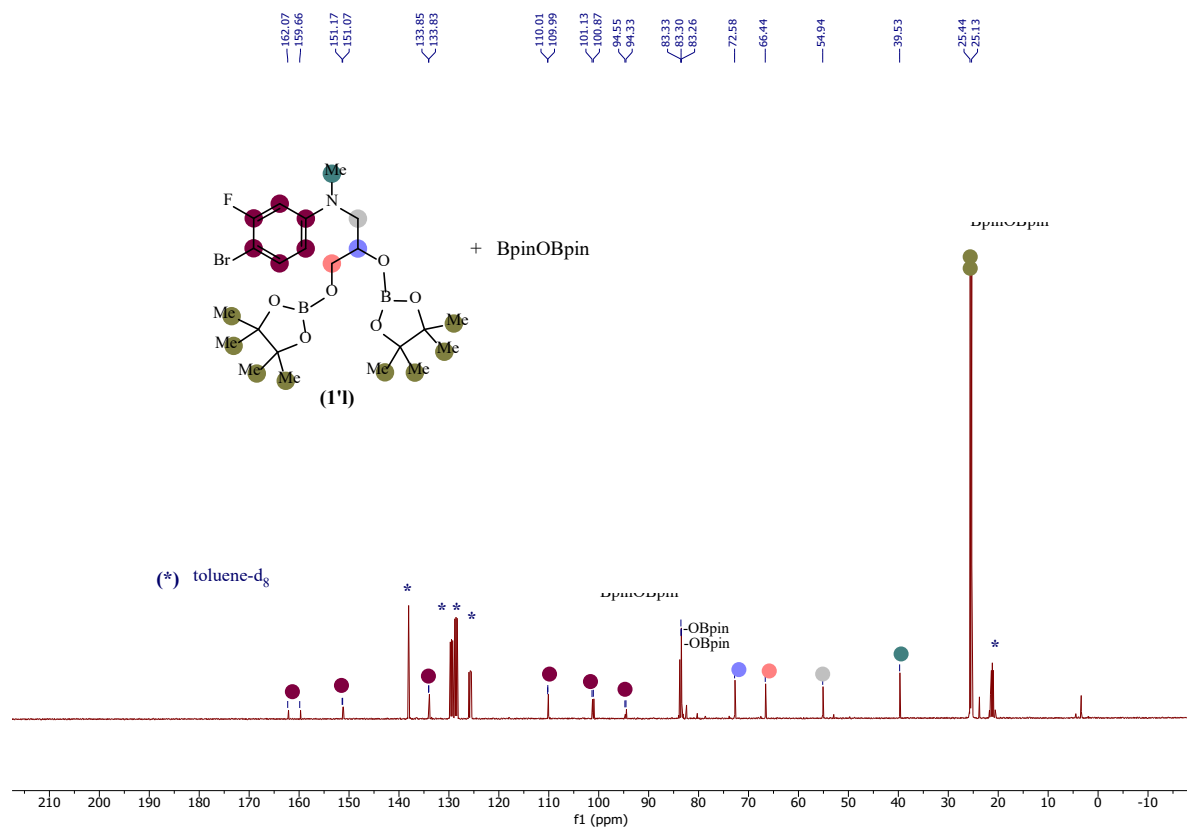 162.07
159.66
151.17
151.07
133.85
133.83
110.01
109.99
101.13
100.87
94.55
94.33
83.33
83.30
83.26
72.58
66.44
54.94
39.53
25.44
25.13
Me
F
N
Br
O
O
O B O
O
Me
Me
Me Me
B O
O
Me
Me
Me Me
(1'l)
+ BpinOBpin
BpinOBpin
(*) toluene-d8
* * * *
BpinOBpin
-OBpin
-OBpin
*
210 200 190 180 170 160 150 140 130 120 110 100 90 80 70 60 50 40 30 20 10 0 -10
f1 (ppm)